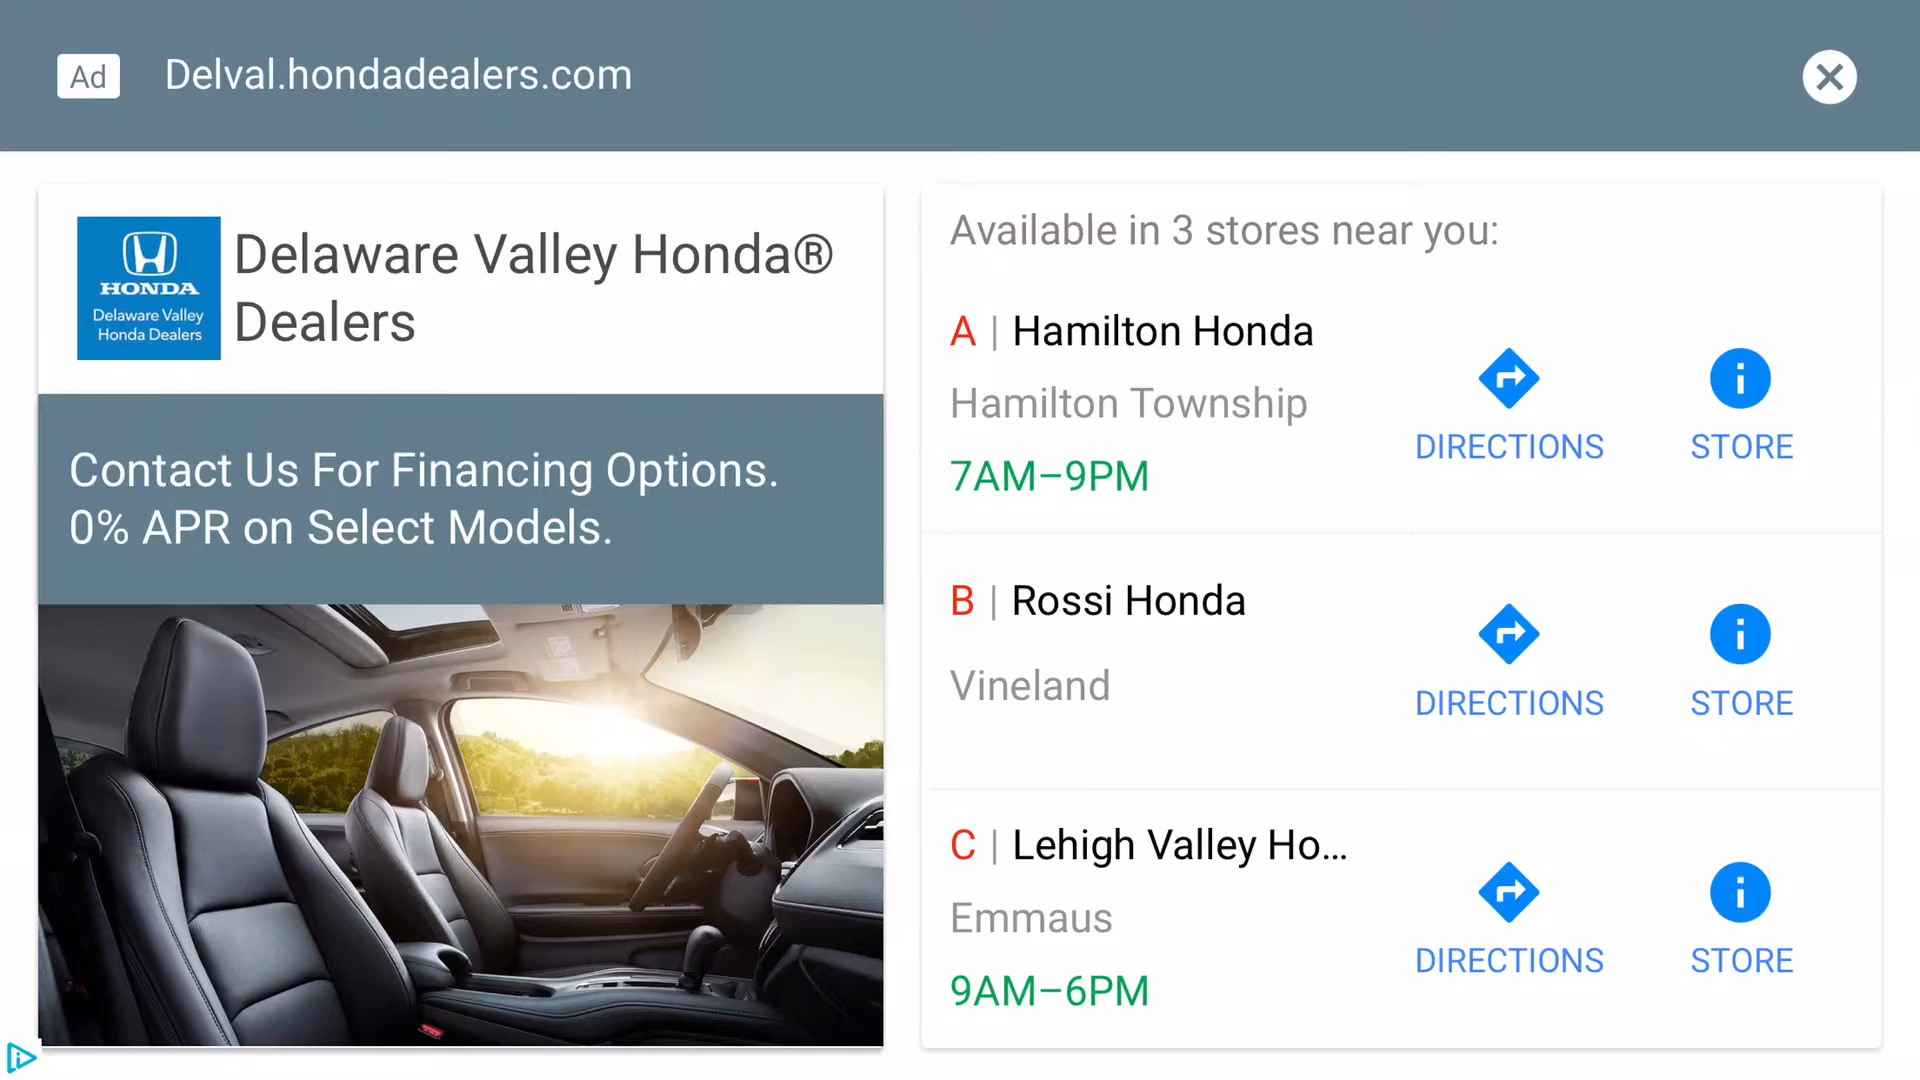 Ad
Delval.hondadealers.com
HONDA
Delaware Valley
Honda Dealers
Delaware Valley Honda®
Dealers
Contact Us For Financing Options.
0% APR on Select Models.
Available in 3 stores near you:
A | Hamilton Honda
Hamilton Township
7AM–9PM
DIRECTIONS
STORE
B | Rossi Honda
Vineland
DIRECTIONS
STORE
C | Lehigh Valley Ho...
Emmaus
9AM–6PM
DIRECTIONS
STORE